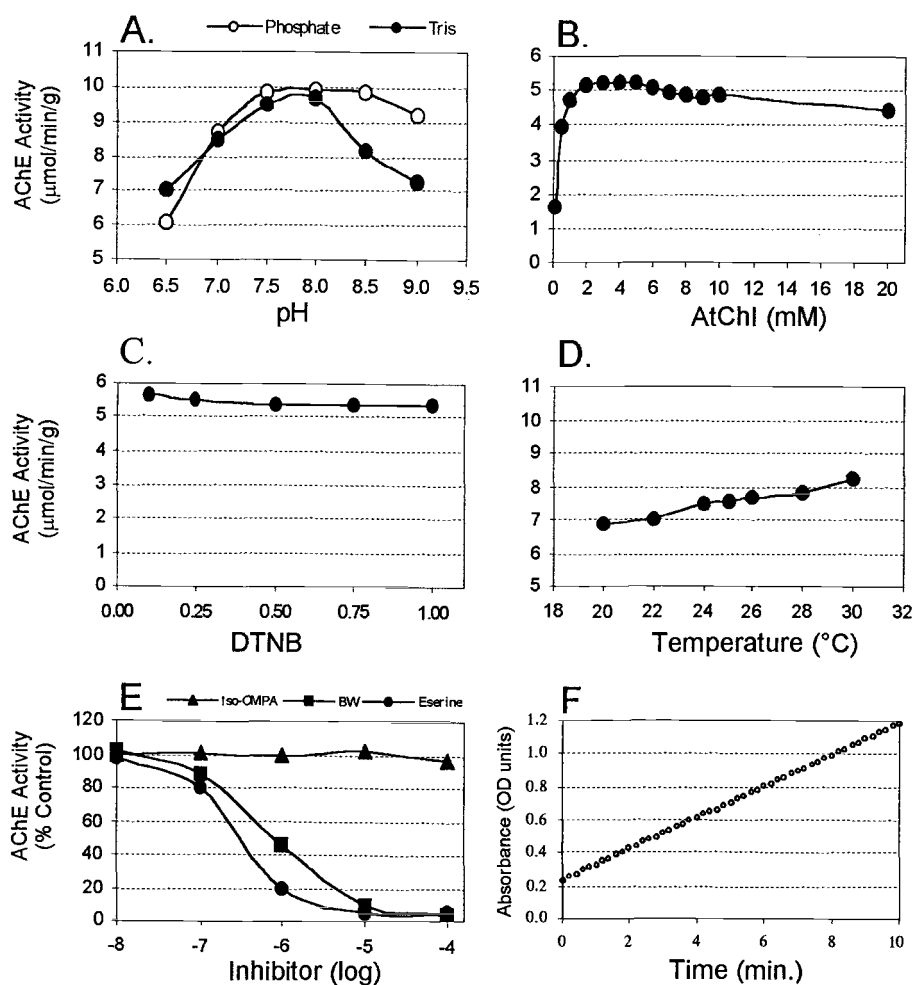 A.
Phosphate
Tris
AChE Activity
(µmol/min/g)
11
10
9
8
7
6
5
6.0 6.5 7.0 7.5 8.0 8.5 9.0 9.5
pH
B.
6
5
4
3
2
1
0
0 2 4 6 8 10 12 14 16 18 20
AtChI (mM)
C.
AChE Activity
(µmol/min/g)
6
5
4
3
2
1
0
0.00 0.25 0.50 0.75 1.00
DTNB
D.
11
10
9
8
7
6
5
18 20 22 24 26 28 30 32
Temperature (°C)
E
Iso-OMPA
BW
Eserine
AChE Activity
(% Control)
120
100
80
60
40
20
0
-8 -7 -6 -5 -4
Inhibitor (log)
F
Absorbance (OD units)
1.2
1.0
0.8
0.6
0.4
0.2
0.0
0 2 4 6 8 10
Time (min.)